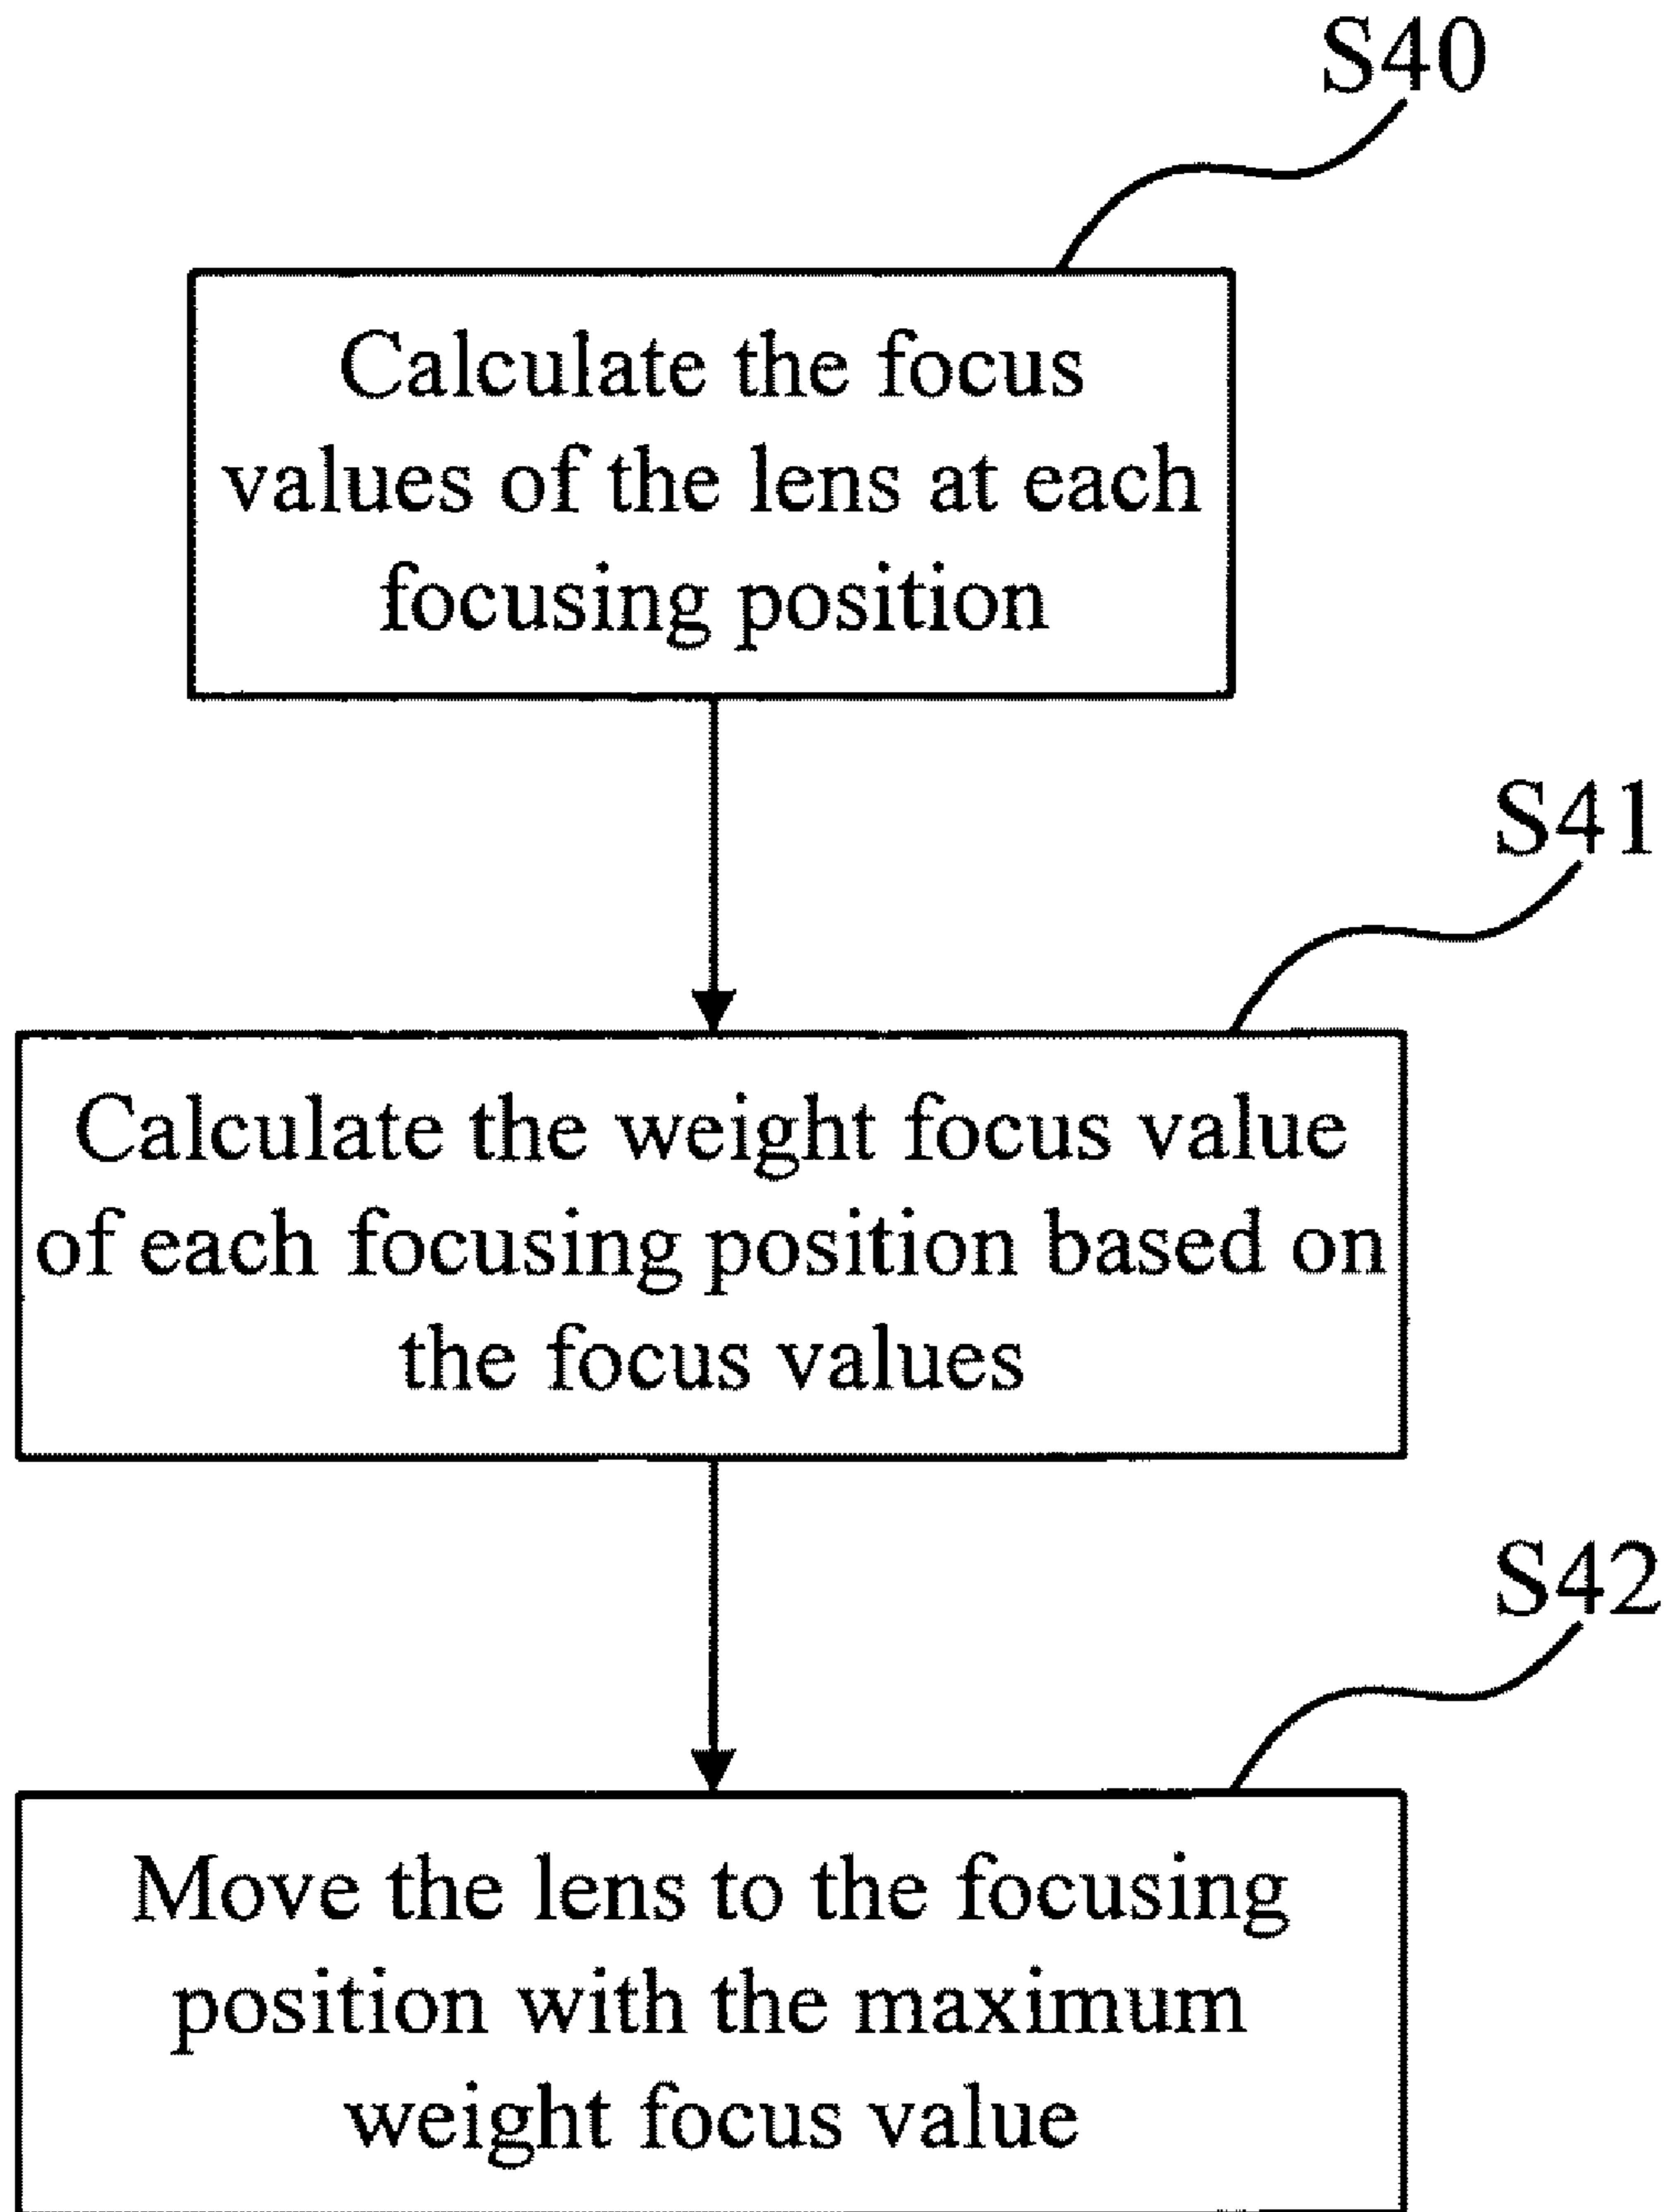 S40
Calculate the focus
values of the lens at each
focusing position
S41
Calculate the weight focus value
of each focusing position based on
the focus values
S42
Move the lens to the focusing
position with the maximum
weight focus value